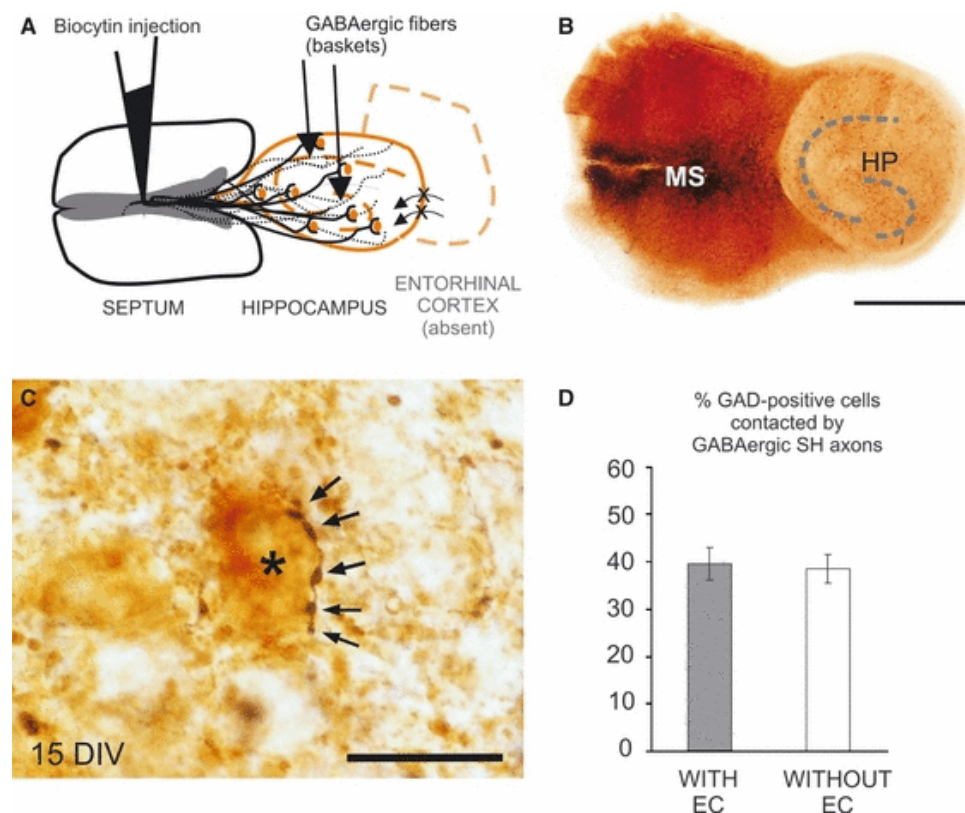 A
Biocytin injection
GABAergic fibers
(baskets)
SEPTUM
HIPPOCAMPUS
ENTORHINAL
CORTEX
(absent)
B
MS
HP
C
*
15 DIV
D
% GAD-positive cells
contacted by
GABAergic SH axons
60
50
40
30
20
10
0
WITH
EC
WITHOUT
EC